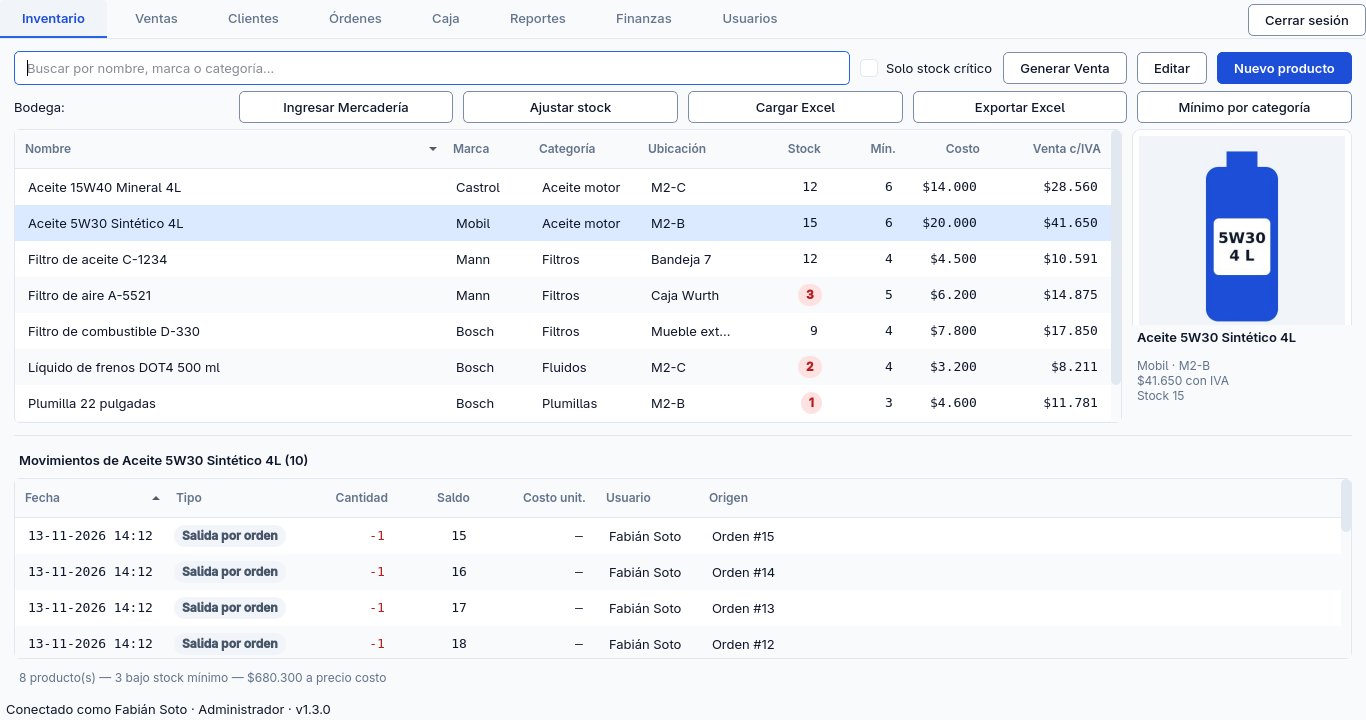 Inventario Ventas Clientes Órdenes Caja Reportes Finanzas Usuarios Cerrar sesión
Buscar por nombre, marca o categoría... Solo stock crítico Generar Venta Editar Nuevo producto
Bodega: Ingresar Mercadería Ajustar stock Cargar Excel Exportar Excel Mínimo por categoría
Nombre Marca Categoría Ubicación Stock Mín. Costo Venta c/IVA
Aceite 15W40 Mineral 4L Castrol Aceite motor M2-C 12 6 $14.000 $28.560
Aceite 5W30 Sintético 4L Mobil Aceite motor M2-B 15 6 $20.000 $41.650
Filtro de aceite C-1234 Mann Filtros Bandeja 7 12 4 $4.500 $10.591
Filtro de aire A-5521 Mann Filtros Caja Wurth 3 5 $6.200 $14.875
Filtro de combustible D-330 Bosch Filtros Mueble ext... 9 4 $7.800 $17.850
Líquido de frenos DOT4 500 ml Bosch Fluidos M2-C 2 4 $3.200 $8.211
Plumilla 22 pulgadas Bosch Plumillas M2-B 1 3 $4.600 $11.781
5W30
4 L
Aceite 5W30 Sintético 4L
Mobil · M2-B
$41.650 con IVA
Stock 15
Movimientos de Aceite 5W30 Sintético 4L (10)
Fecha Tipo Cantidad Saldo Costo unit. Usuario Origen
13-11-2026 14:12 Salida por orden -1 15 — Fabián Soto Orden #15
13-11-2026 14:12 Salida por orden -1 16 — Fabián Soto Orden #14
13-11-2026 14:12 Salida por orden -1 17 — Fabián Soto Orden #13
13-11-2026 14:12 Salida por orden -1 18 — Fabián Soto Orden #12
8 producto(s) — 3 bajo stock mínimo — $680.300 a precio costo
Conectado como Fabián Soto · Administrador · v1.3.0